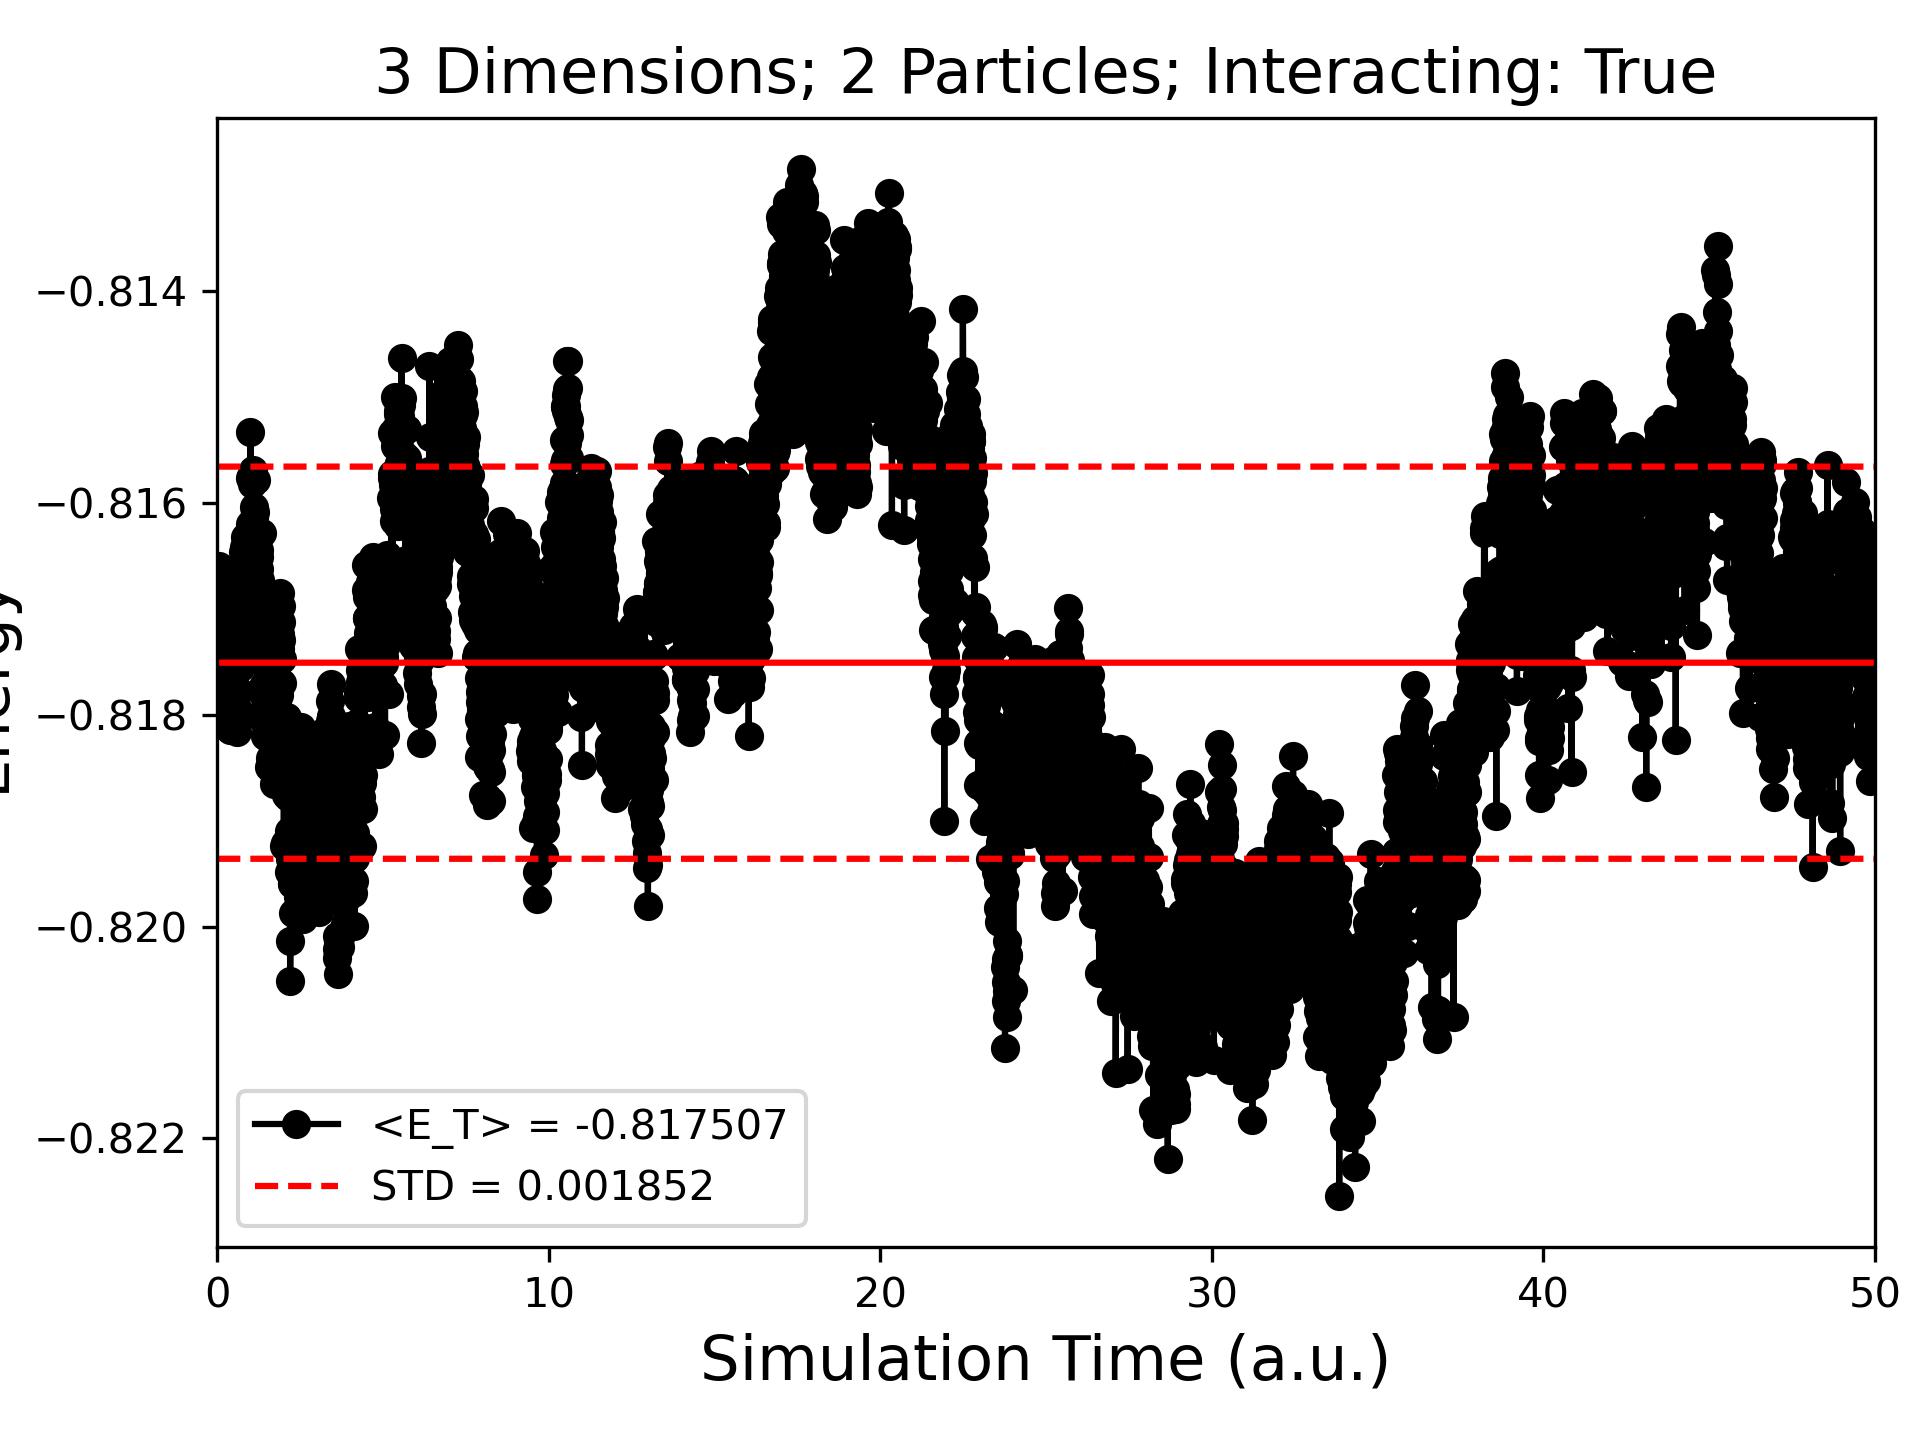 3 Dimensions; 2 Particles; Interacting: True
Energy
−0.814
−0.816
−0.818
−0.820
−0.822
<E_T> = -0.817507
STD = 0.001852
0 10 20 30 40 50
Simulation Time (a.u.)